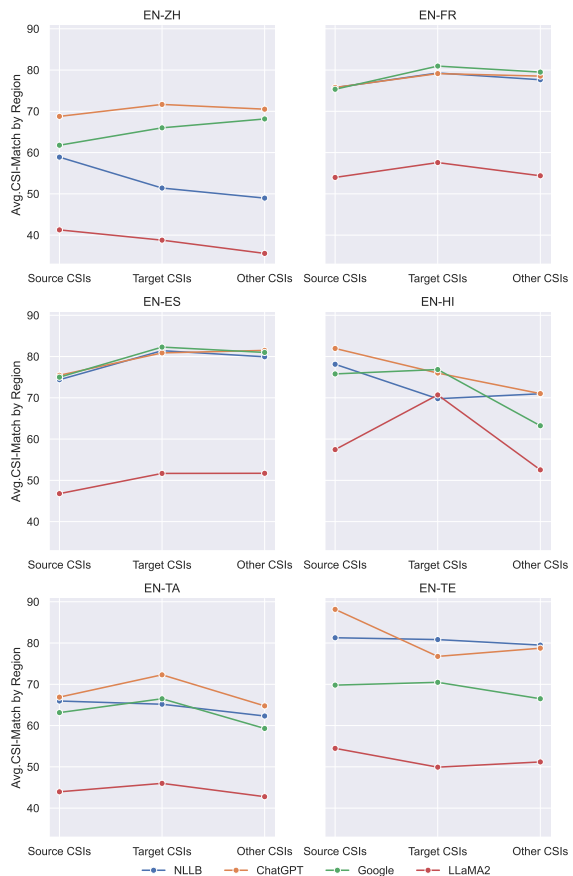 EN-ZH
EN-FR
Avg.CSI-Match by Region
90
80
70
60
50
40
Source CSIs Target CSIs Other CSIs
Source CSIs Target CSIs Other CSIs
EN-ES
EN-HI
Avg.CSI-Match by Region
90
80
70
60
50
40
Source CSIs Target CSIs Other CSIs
Source CSIs Target CSIs Other CSIs
EN-TA
EN-TE
Avg.CSI-Match by Region
90
80
70
60
50
40
Source CSIs Target CSIs Other CSIs
Source CSIs Target CSIs Other CSIs
NLLB ChatGPT Google LLaMA2